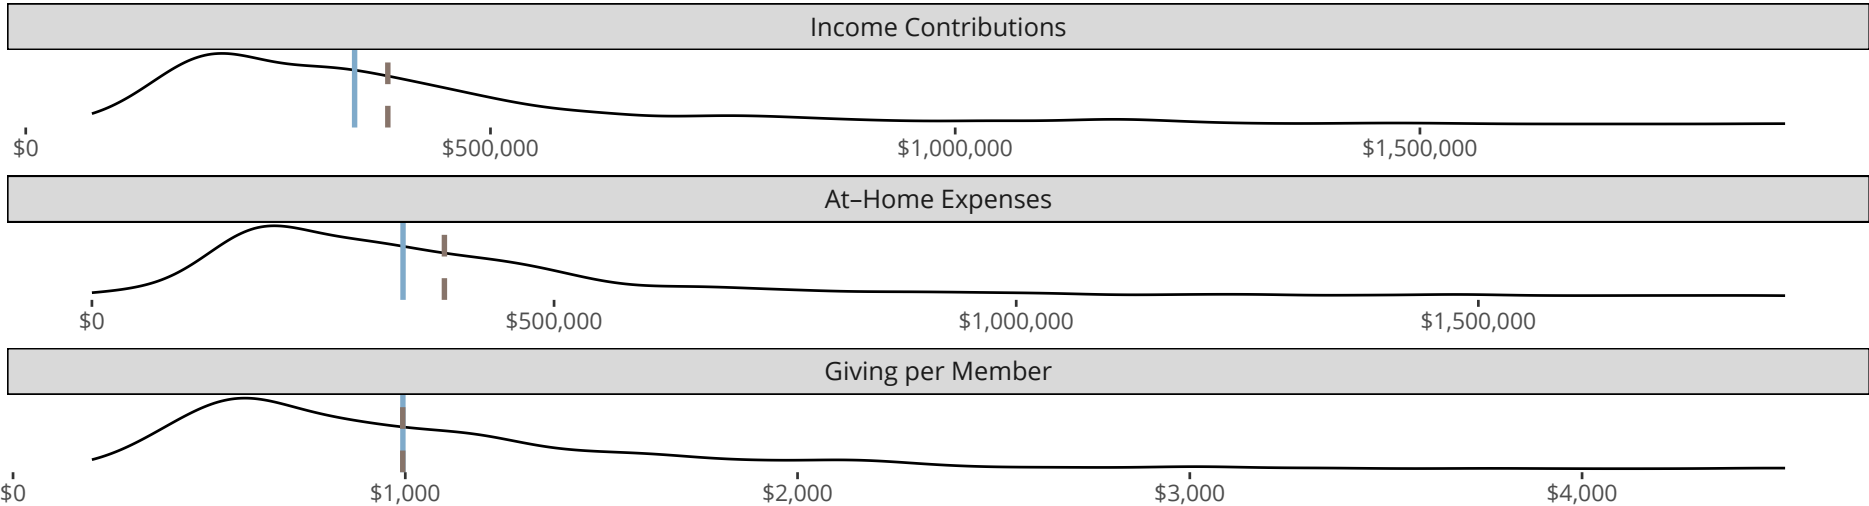 Income Contributions
$0 $500,000 $1,000,000 $1,500,000
At–Home Expenses
$0 $500,000 $1,000,000 $1,500,000
Giving per Member
$0 $1,000 $2,000 $3,000 $4,000